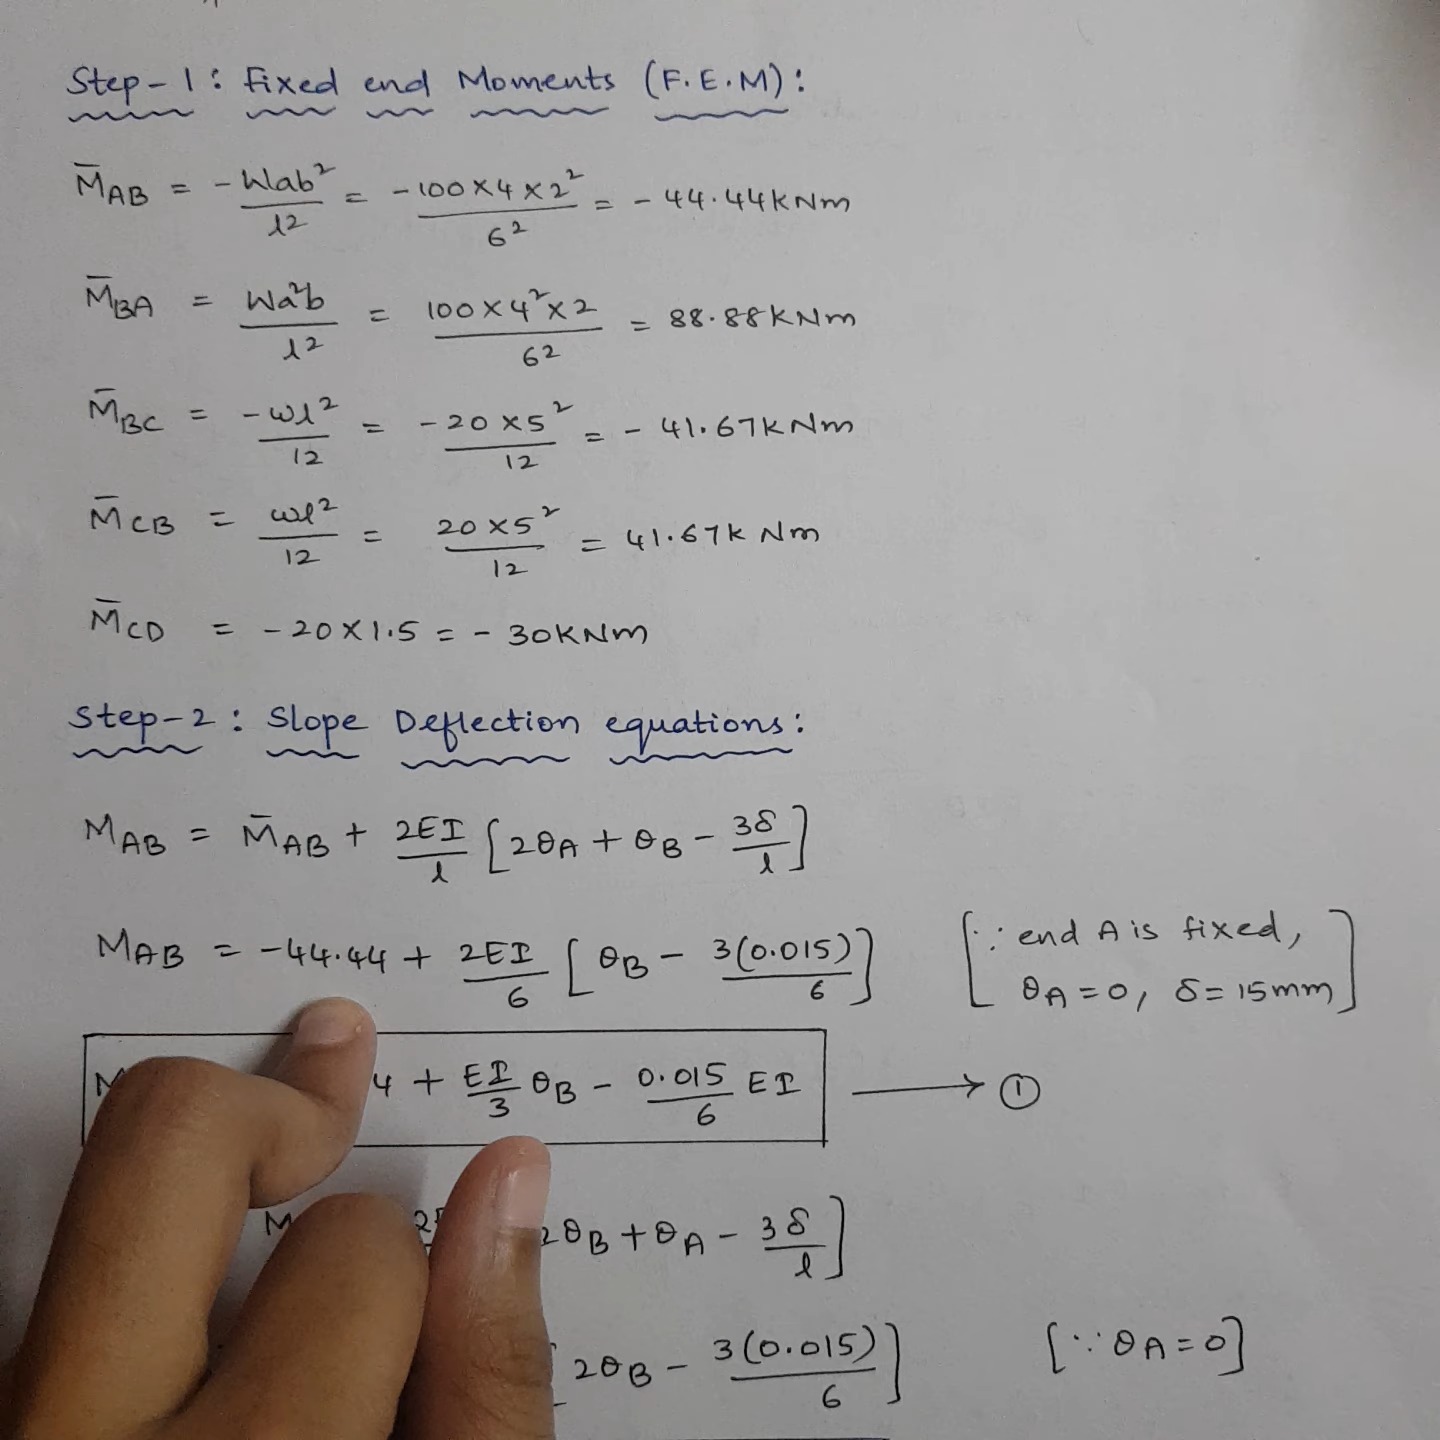 Step-1: Fixed end Moments (F.E.M):
M̄AB = -Wab²/l² = -100×4×2²/6² = -44.44kNm
M̄BA = Wa²b/l² = 100×4²×2/6² = 88.88kNm
M̄BC = -wl²/12 = -20×5²/12 = -41.67kNm
M̄CB = wl²/12 = 20×5²/12 = 41.67kNm
M̄CD = -20×1.5 = -30kNm
Step-2: Slope Deflection equations:
MAB = M̄AB + 2EI/l [2θA + θB - 3δ/l]
MAB = -44.44 + 2EI/6 [θB - 3(0.015)/6] [∵ end A is fixed, θA=0, δ=15mm]
4 + EI/3 θB - 0.015/6 EI → ①
2θB + θA - 3δ/l]
[2θB - 3(0.015)/6] [∵ θA=0]